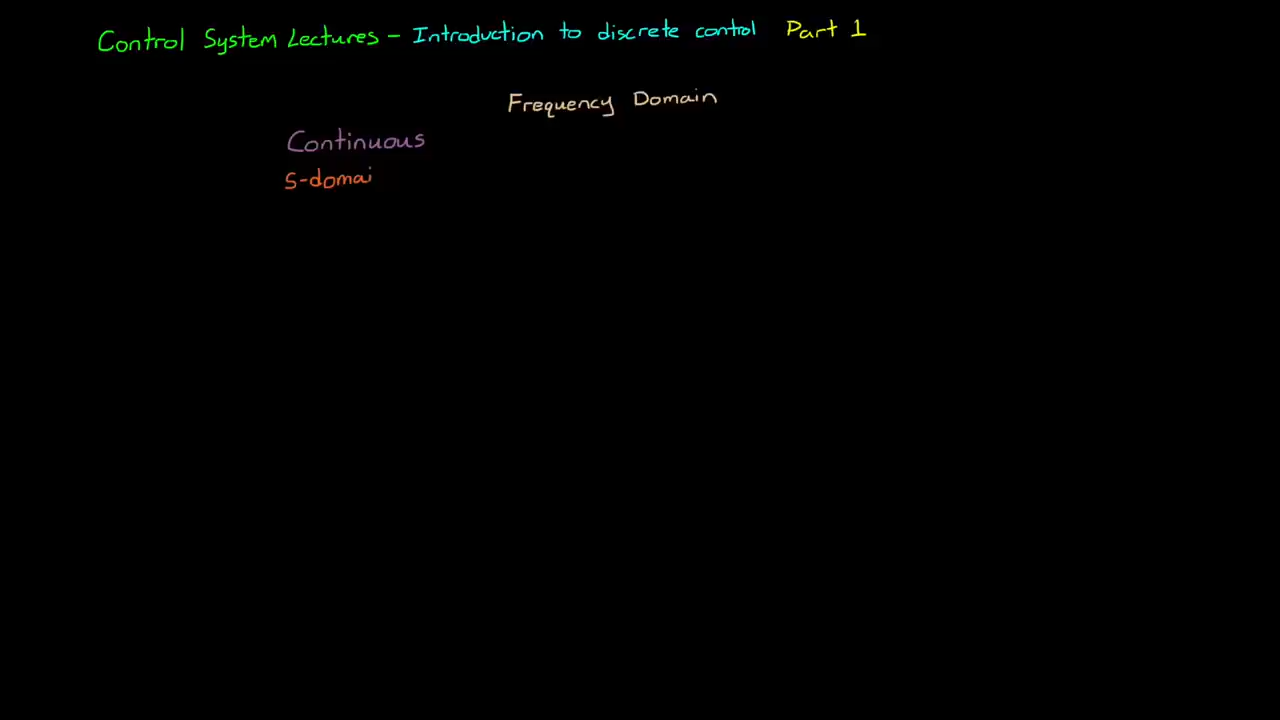 Control System Lectures - Introduction to discrete control Part 1
Frequency Domain
Continuous
s-domai